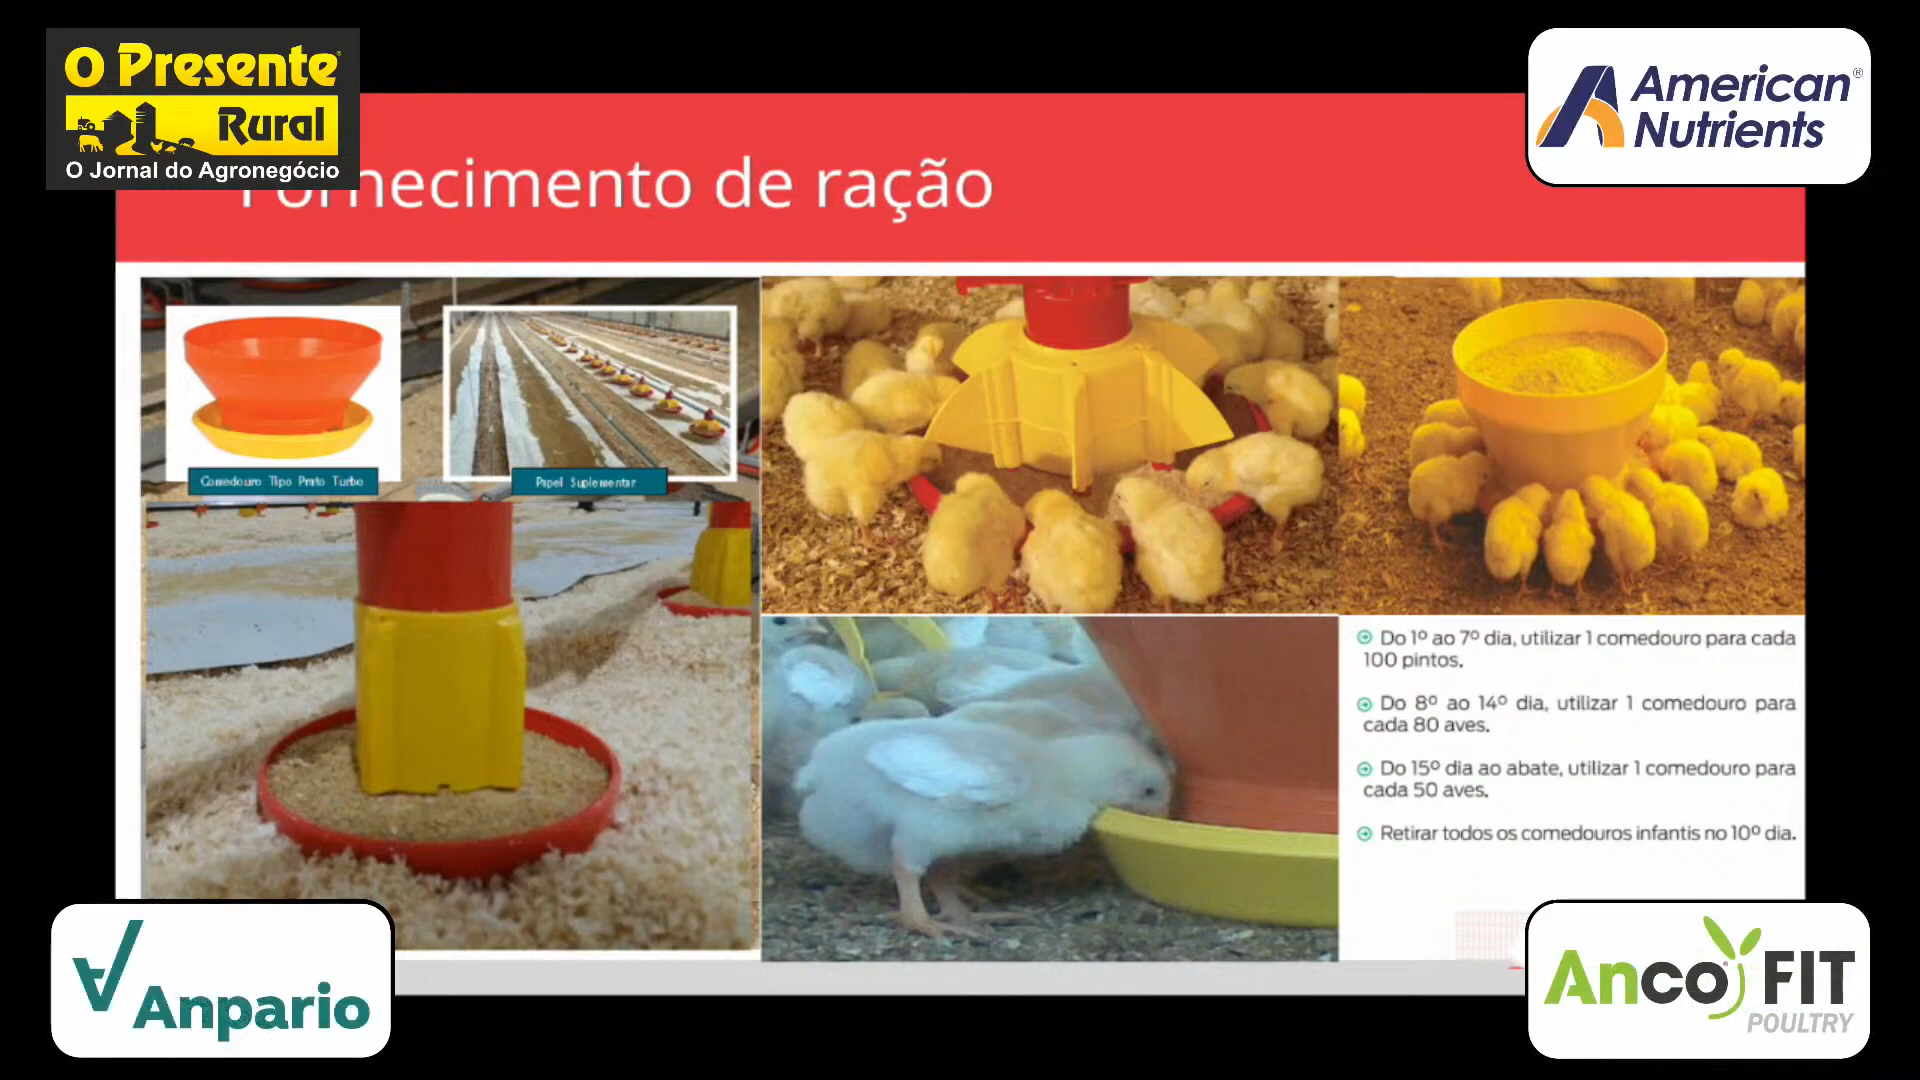 O Presente
Rural
O Jornal do Agronegócio
American®
Nutrients
Fornecimento de ração
Comedouro Tipo Prato Turbo
Papel Suplementar
Do 1º ao 7º dia, utilizar 1 comedouro para cada
100 pintos.
Do 8º ao 14º dia, utilizar 1 comedouro para
cada 80 aves.
Do 15º dia ao abate, utilizar 1 comedouro para
cada 50 aves.
Retirar todos os comedouros infantis no 10º dia.
Anpario
Anco FIT
POULTRY